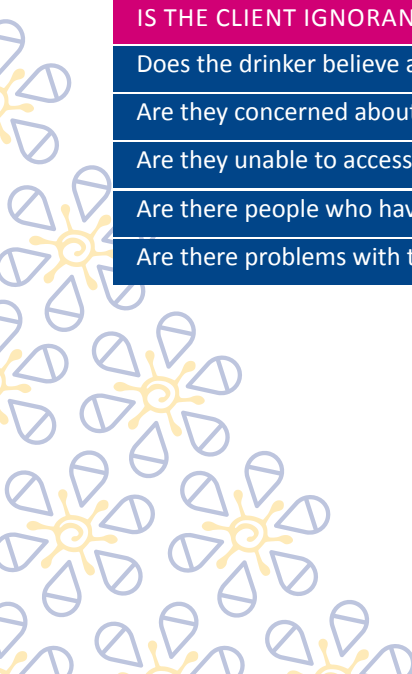 IS THE CLIENT IGNORAN
Does the drinker believe a
Are they concerned about
Are they unable to access
Are there people who hav
Are there problems with t